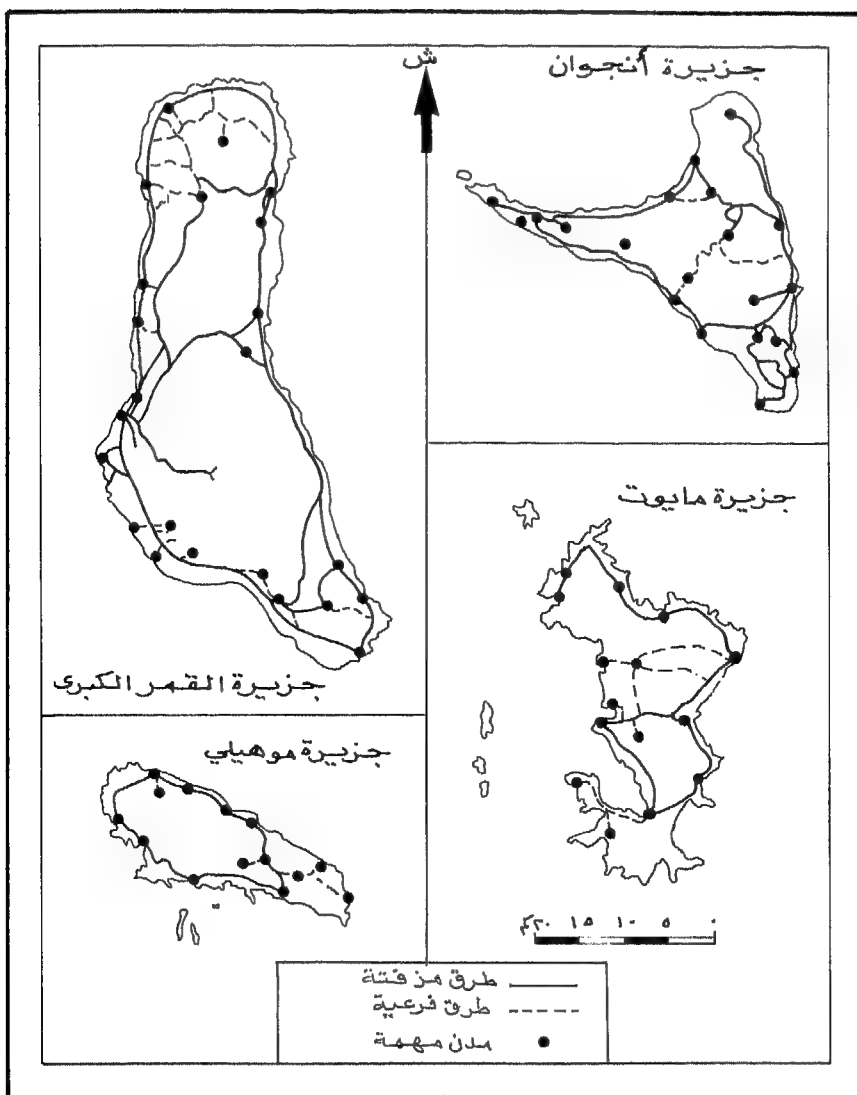 ش
جزيرة أنجوان
جزيرة القمر الكبرى
جزيرة مايوت
جزيرة موهيلي
٠ ٥ ١٠ ١٥ ٢٠ كم
طرق مزفتة
طرق فرعية
مدن مهمة